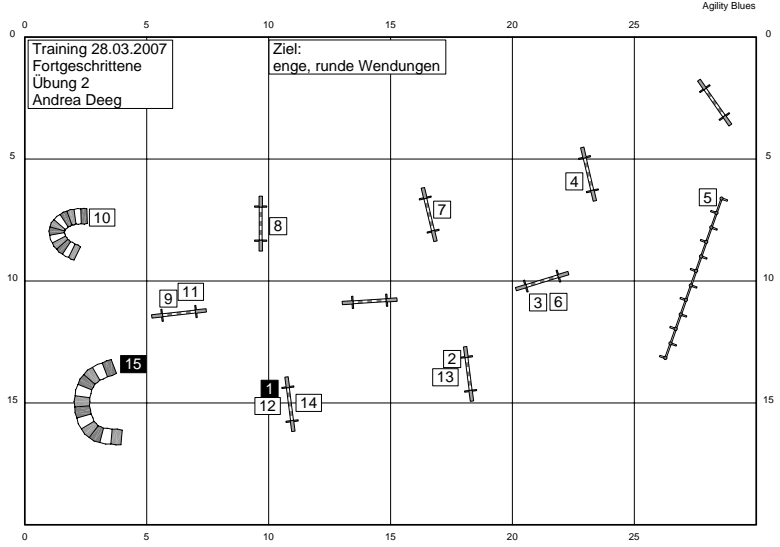 Agility Blues
0 5 10 15 20 25
0 0
Training 28.03.2007
Fortgeschrittene
Übung 2
Andrea Deeg
Ziel:
enge, runde Wendungen
5 5
4
5
10
8
7
10 10
9 11
3 6
15
2
13
1
12 14
15 15
0 5 10 15 20 25